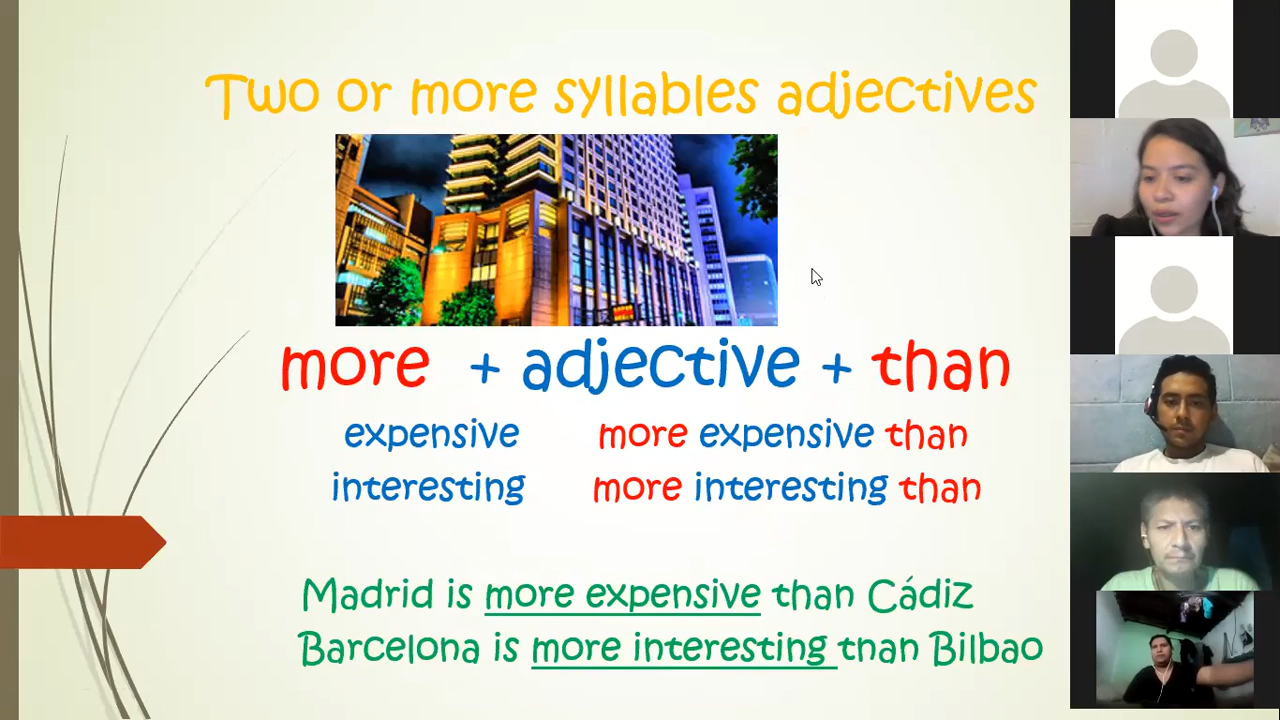 Two or more syllables adjectives
more + adjective + than
expensive more expensive than
interesting more interesting than
Madrid is more expensive than Cádiz
Barcelona is more interesting tnan Bilbao